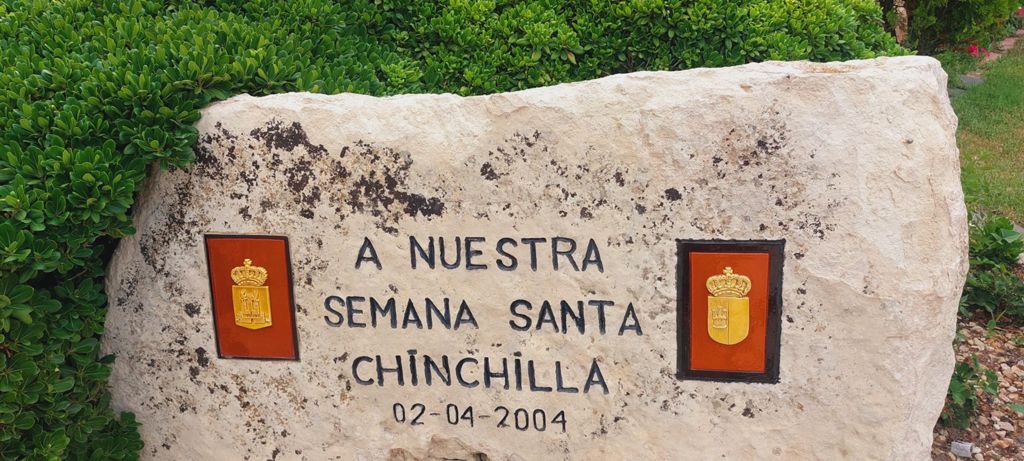 A NUESTRA
SEMANA SANTA
CHINCHILLA
02-04-2004